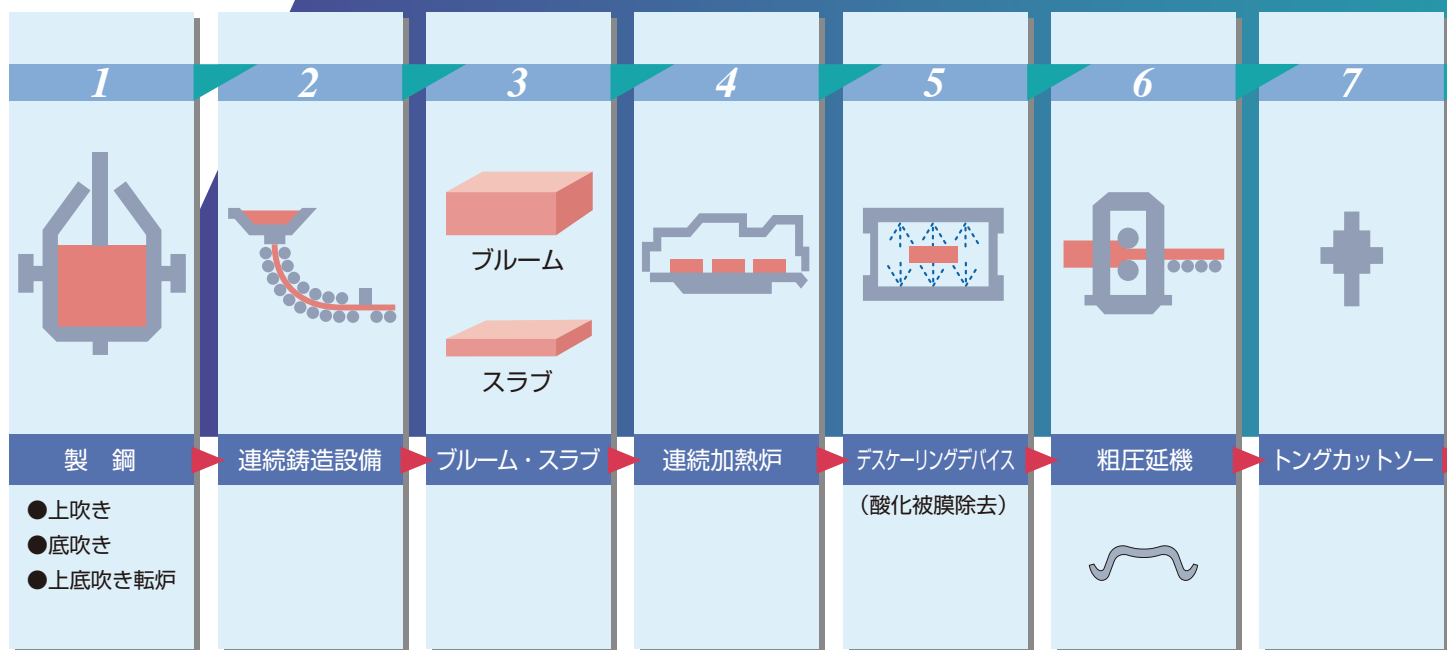 1
2
3
4
5
6
7
ブルーム
スラブ
製　鋼
連続鋳造設備
ブルーム・スラブ
連続加熱炉
デスケーリングデバイス
粗圧延機
トングカットソー
●上吹き
●底吹き
●上底吹き転炉
（酸化被膜除去）